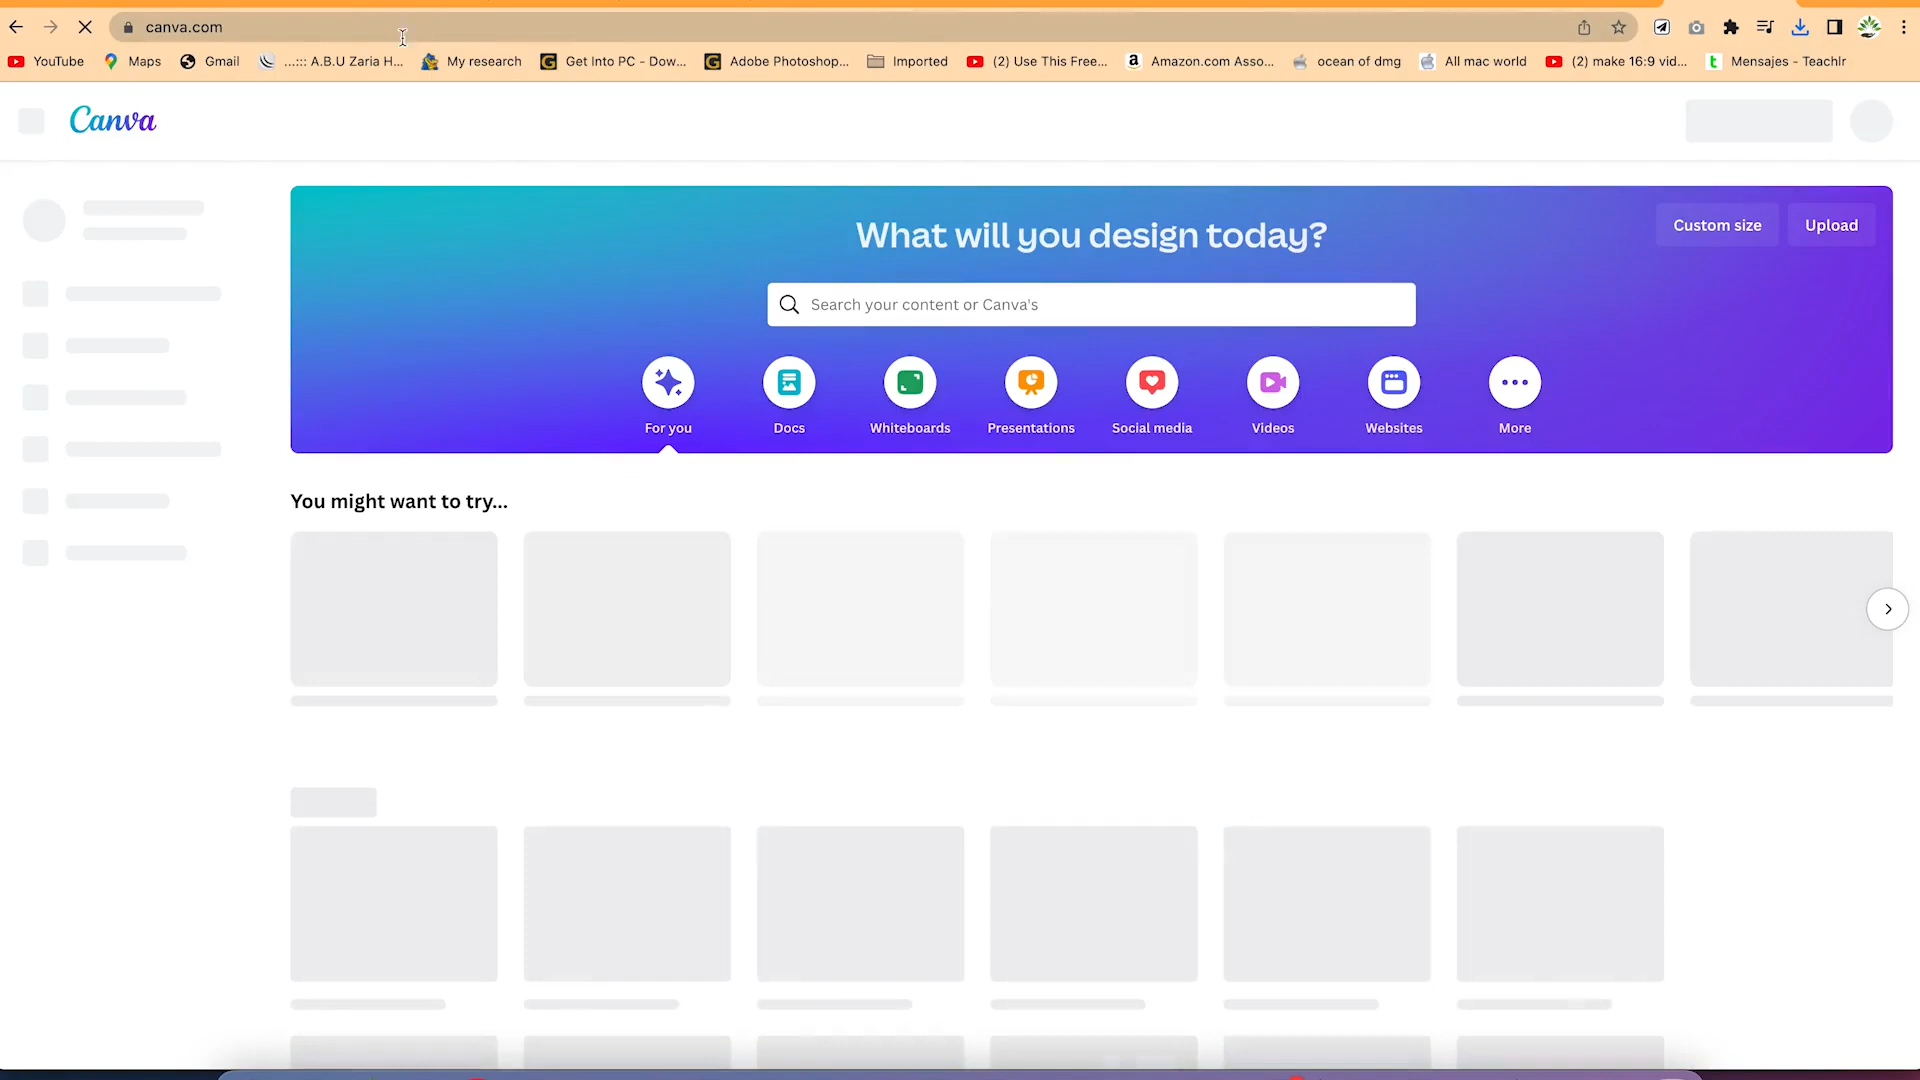 canva.com
YouTube
Maps
Gmail
...::: A.B.U Zaria H...
My research
Get Into PC - Dow...
Adobe Photoshop...
Imported
(2) Use This Free...
Amazon.com Asso...
ocean of dmg
All mac world
(2) make 16:9 vid...
Mensajes - Teachlr
Canva
What will you design today?
Custom size
Upload
Search your content or Canva's
For you
Docs
Whiteboards
Presentations
Social media
Videos
Websites
More
You might want to try...